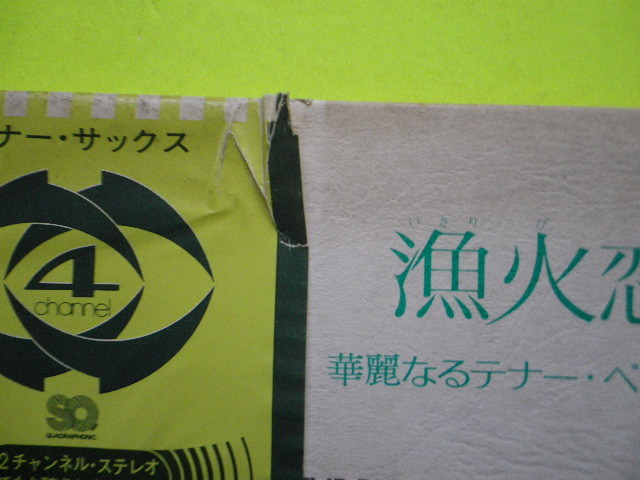 ナー・サックス
4
channel
SQ
QUADRAPHONIC
2チャンネル・ステレオ
いさり び
漁火恋
華麗なるテナー・ペ